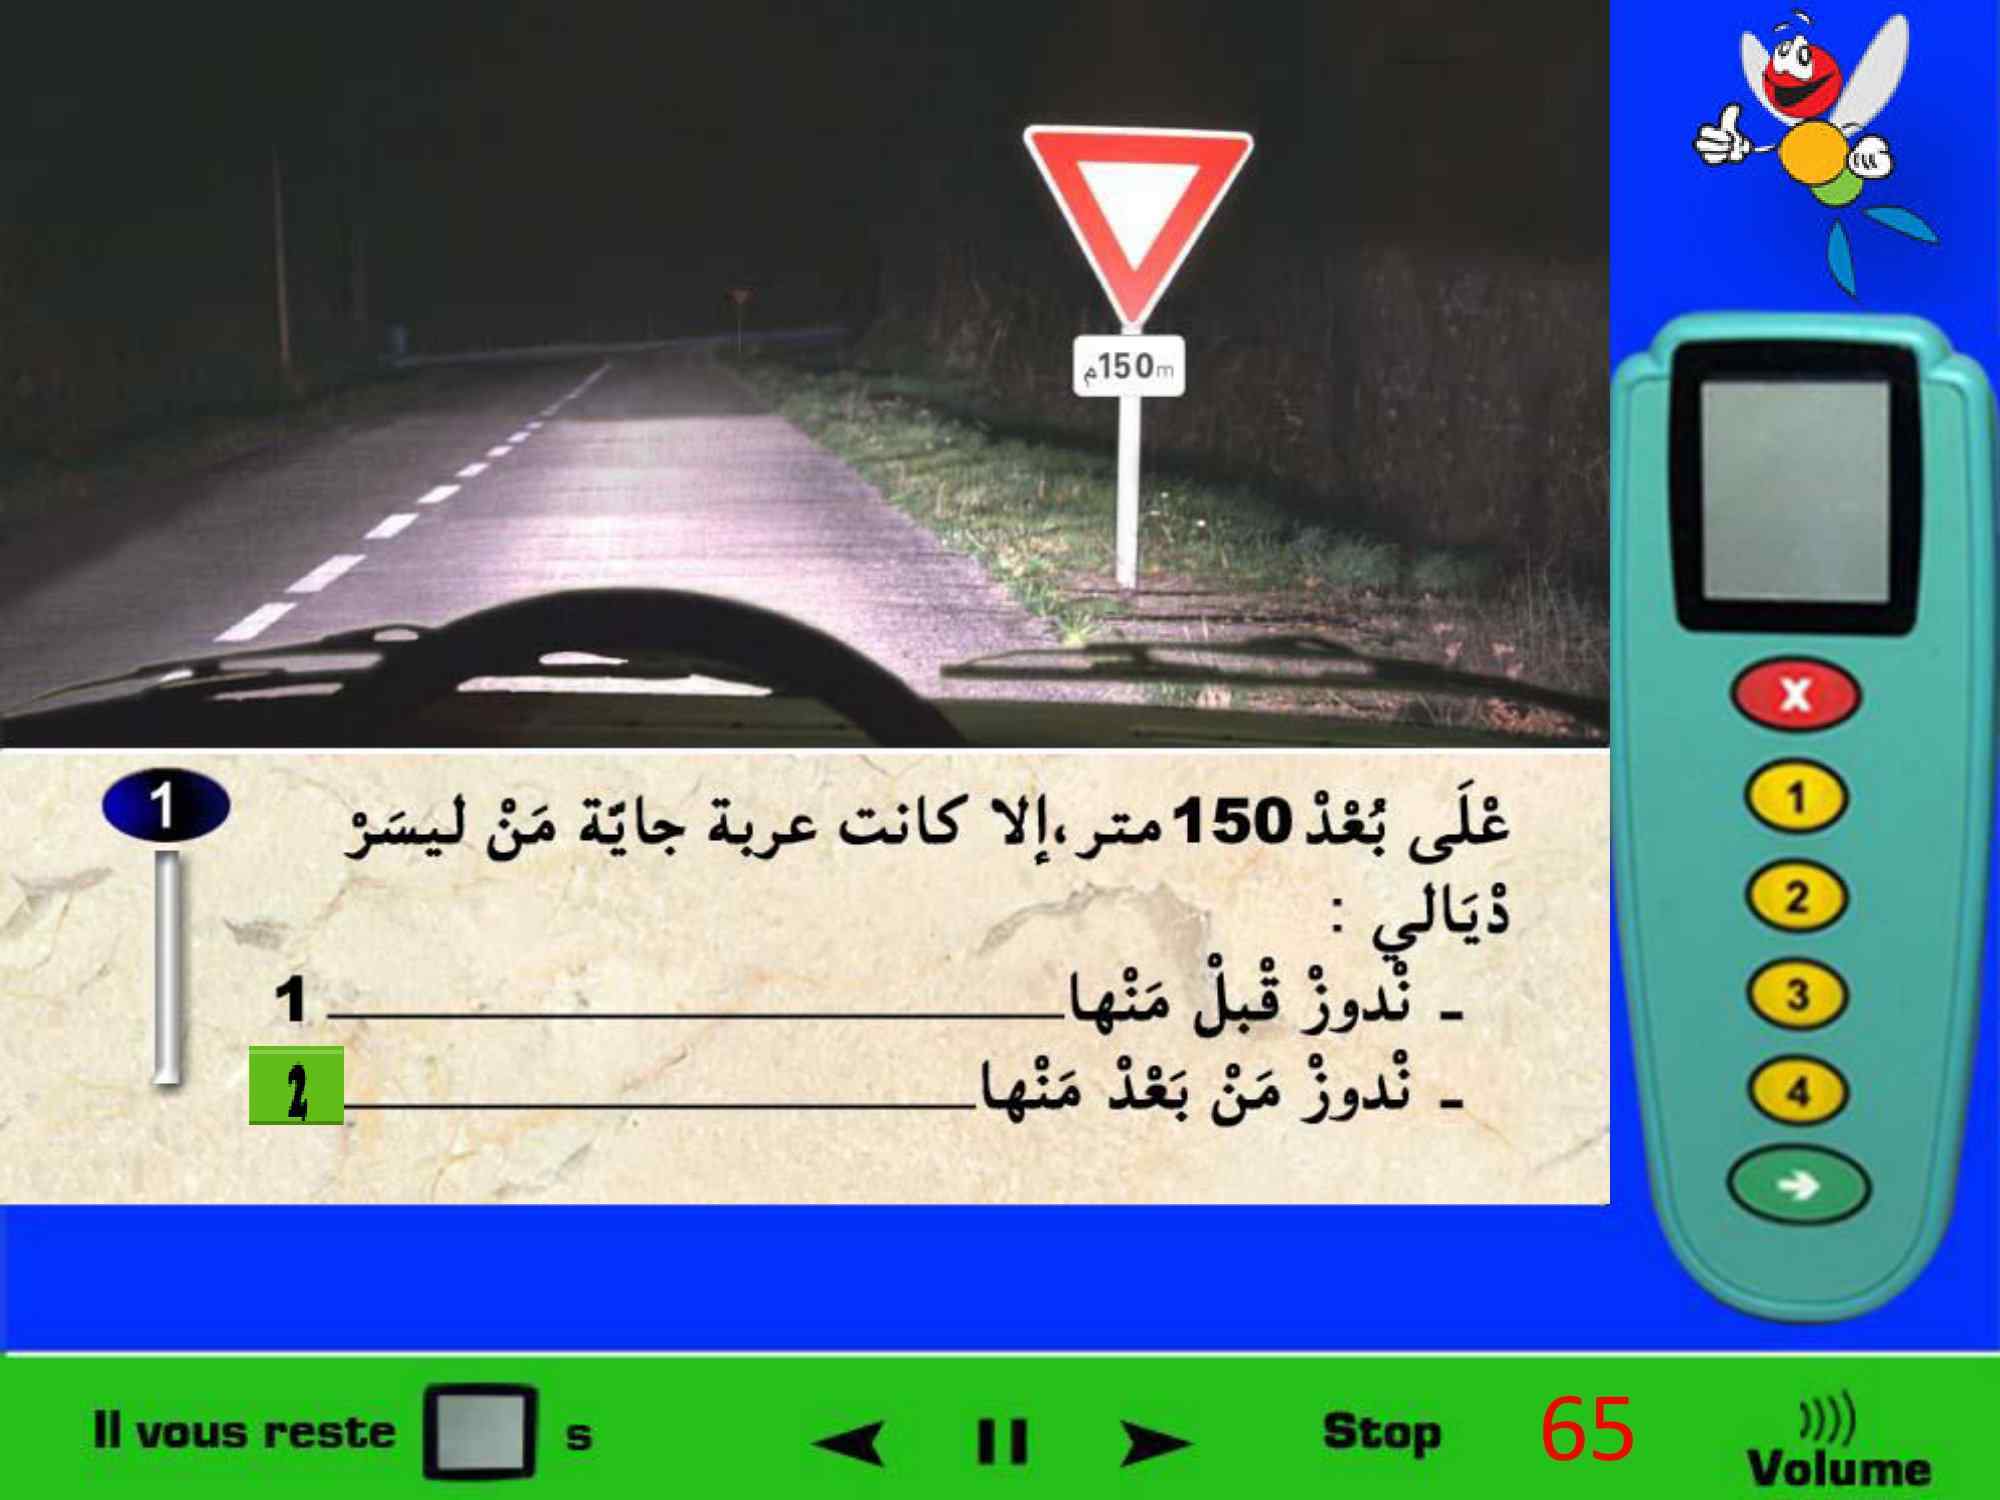 م150m
1
عْلَى بُعْدْ 150 متر، إلا كانت عربة جايّة مَنْ ليسَرْ
دْيَالي :
ـ نْدوزْ قْبلْ مَنْها 1
ـ نْدوزْ مَنْ بَعْدْ مَنْها 2
X
1
2
3
4
Il vous reste s
Stop
65
Volume